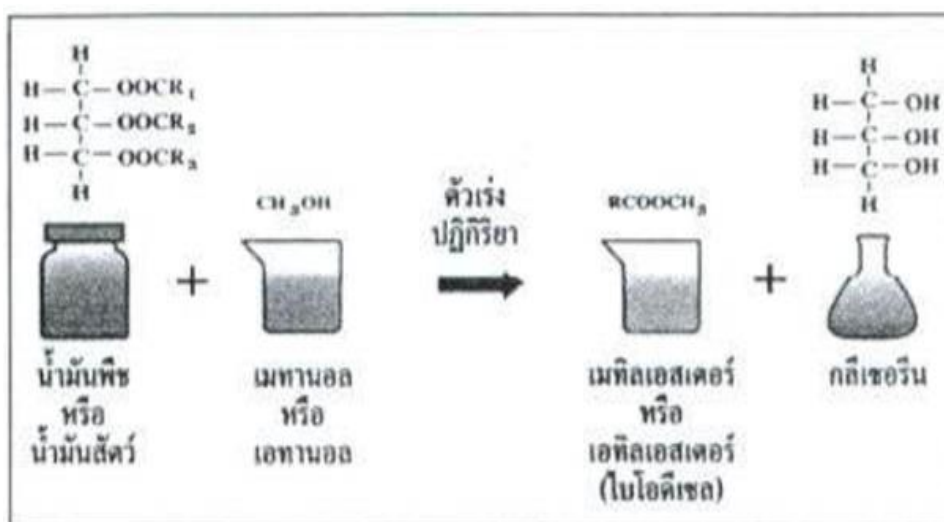 H
H—C—OOCR₁
H—C—OOCR₂
H—C—OOCR₃
H
CH₃OH
ตัวเร่ง
ปฏิกิริยา
RCOOCH₃
H
H—C—OH
H—C—OH
H—C—OH
H
+
+
น้ำมันพืช
หรือ
น้ำมันสัตว์
เมทานอล
หรือ
เอทานอล
เมทิลเอสเตอร์
หรือ
เอทิลเอสเตอร์
(ไบโอดีเซล)
กลีเซอรีน